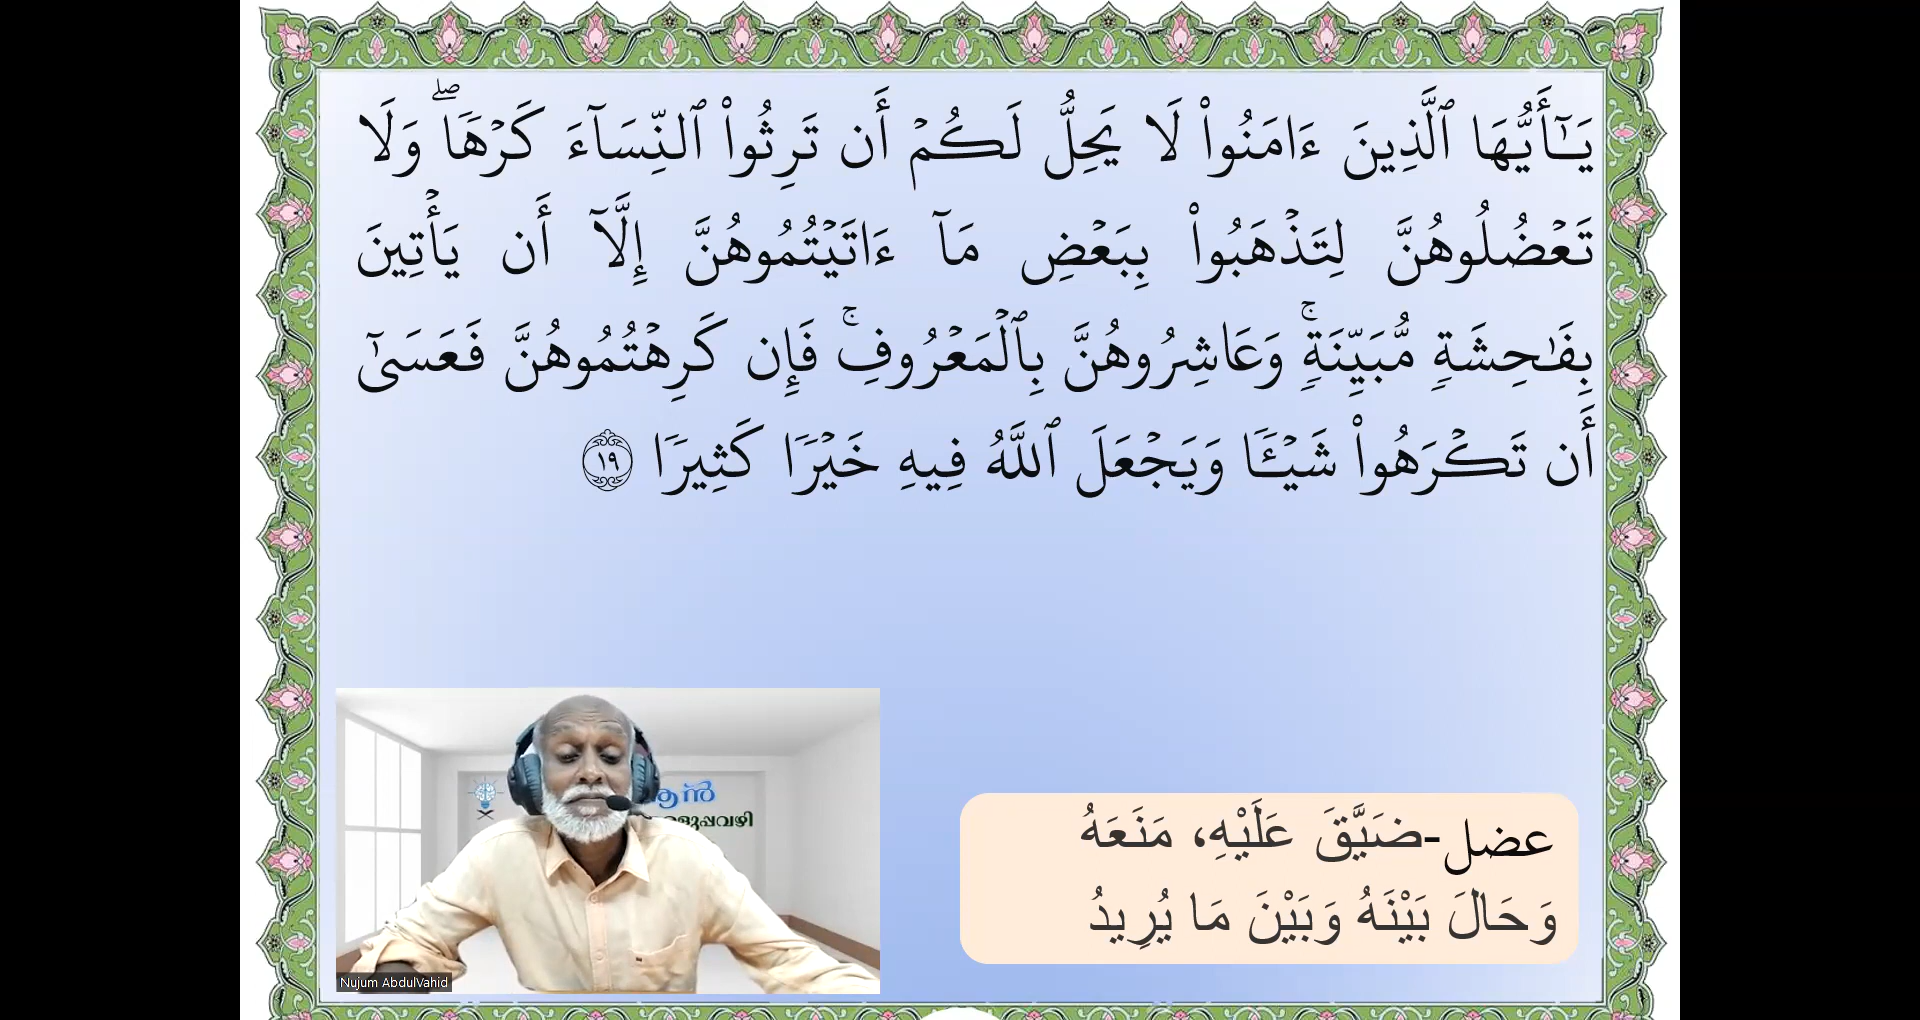 يَـٰٓأَيُّهَا ٱلَّذِينَ ءَامَنُوا۟ لَا يَحِلُّ لَكُمۡ أَن تَرِثُوا۟ ٱلنِّسَآءَ كَرۡهٗاۖ وَلَا
تَعۡضُلُوهُنَّ لِتَذۡهَبُوا۟ بِبَعۡضِ مَآ ءَاتَيۡتُمُوهُنَّ إِلَّآ أَن يَأۡتِينَ
بِفَـٰحِشَةٖ مُّبَيِّنَةٖۚ وَعَاشِرُوهُنَّ بِٱلۡمَعۡرُوفِۚ فَإِن كَرِهۡتُمُوهُنَّ فَعَسَىٰٓ
أَن تَكۡرَهُوا۟ شَيۡـٔٗا وَيَجۡعَلَ ٱللَّهُ فِيهِ خَيۡرٗا كَثِيرٗا ١٩
عضل-ضَيَّقَ عَلَيْهِ، مَنَعَهُ
وَحَالَ بَيْنَهُ وَبَيْنَ مَا يُرِيدُ
Nujum AbdulVahid